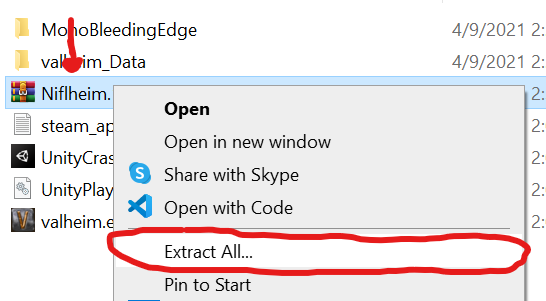 MonoBleedingEdge 4/9/2021 2:
valheim_Data 4/9/2021 2:
Niflheim. 2:
Open
steam_ap 2:
Open in new window
UnityCras 2:
Share with Skype
UnityPlay 2:
Open with Code
valheim.e 2:
Extract All...
Pin to Start